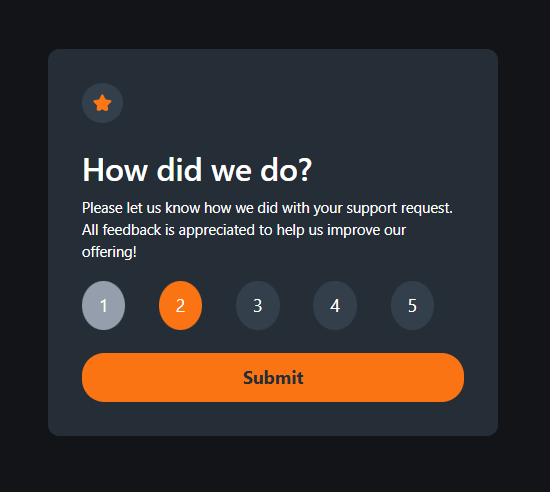 How did we do?
Please let us know how we did with your support request.
All feedback is appreciated to help us improve our
offering!
1 2 3 4 5
Submit